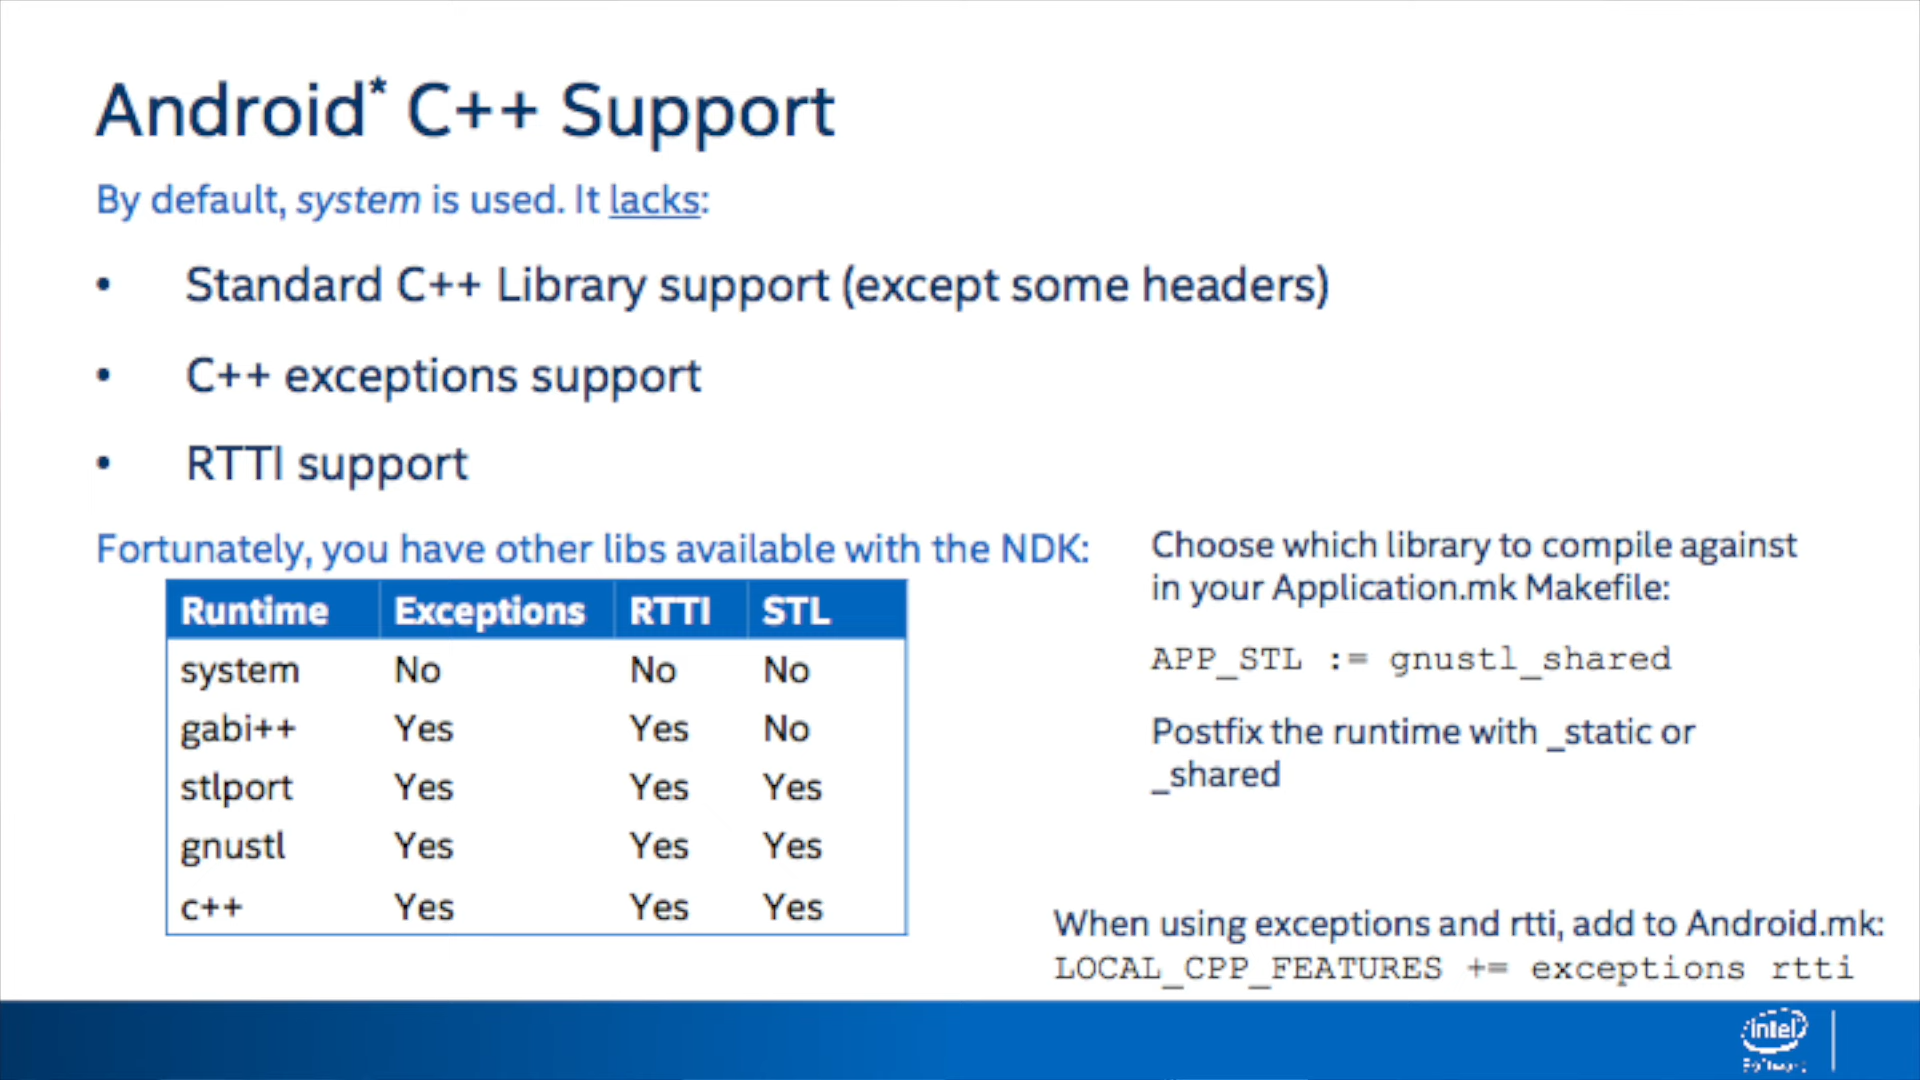 Android* C++ Support
By default, system is used. It lacks:
• Standard C++ Library support (except some headers)
• C++ exceptions support
• RTTI support
Fortunately, you have other libs available with the NDK:
Runtime Exceptions RTTI STL
system No No No
gabi++ Yes Yes No
stlport Yes Yes Yes
gnustl Yes Yes Yes
c++ Yes Yes Yes
Choose which library to compile against
in your Application.mk Makefile:
APP_STL := gnustl_shared
Postfix the runtime with _static or
_shared
When using exceptions and rtti, add to Android.mk:
LOCAL_CPP_FEATURES += exceptions rtti
intel
Software